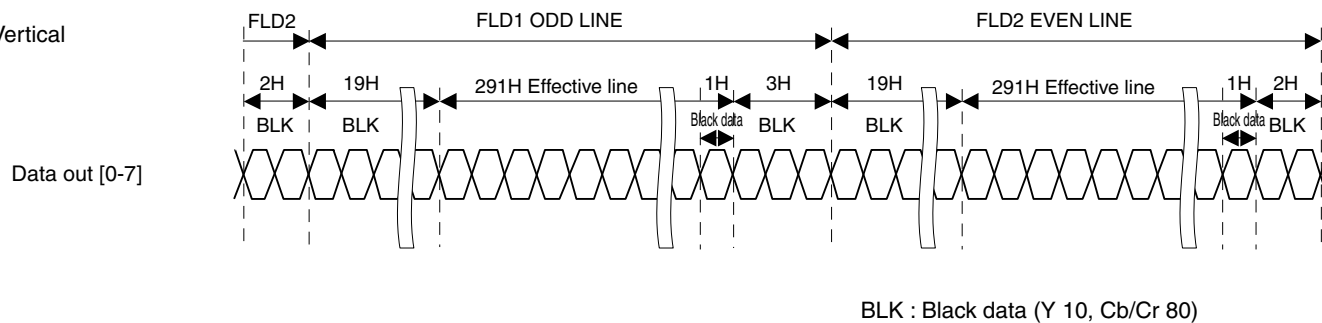 FLD2 FLD1 ODD LINE FLD2 EVEN LINE
Vertical
2H 19H 291H Effective line 1H 3H 19H 291H Effective line 1H 2H
BLK BLK Black data BLK BLK Black data BLK
Data out [0-7]
BLK : Black data (Y 10, Cb/Cr 80)